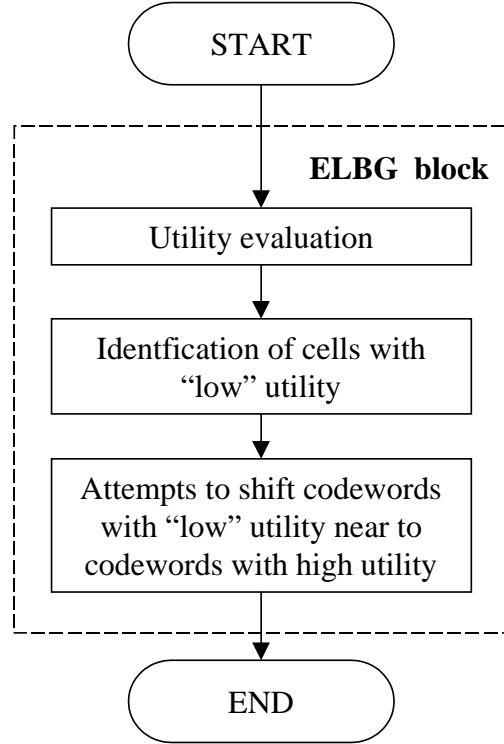 START
ELBG block
Utility evaluation
Identfication of cells with
“low” utility
Attempts to shift codewords
with “low” utility near to
codewords with high utility
END